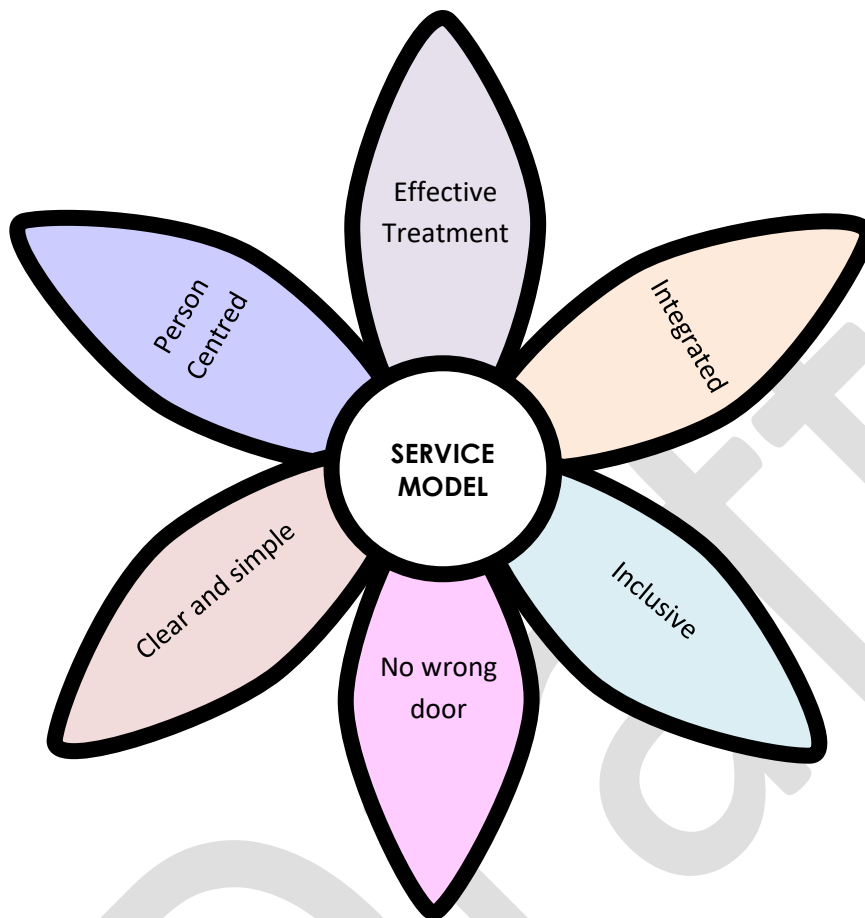 Effective
Treatment
Integrated
Inclusive
No wrong
door
Clear and simple
Person
Centred
SERVICE
MODEL